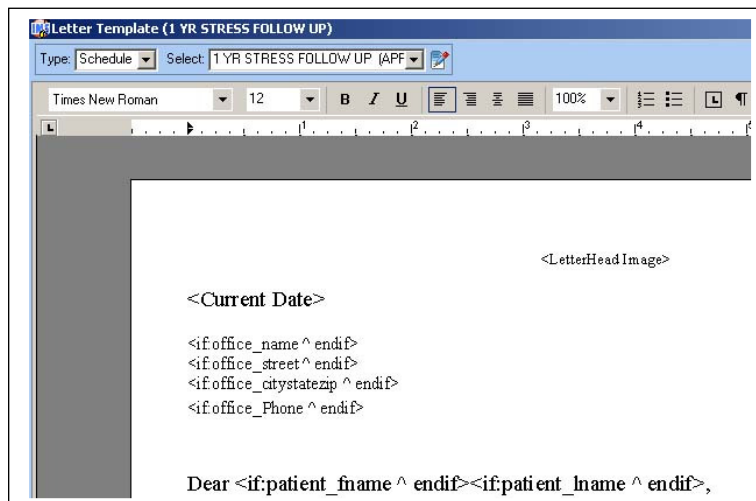 Letter Template (1 YR STRESS FOLLOW UP)
Type: Schedule Select: 1 YR STRESS FOLLOW UP (APF
Times New Roman 12 B I U 100% L ¶
L 1 2 3 4 5
<LetterHead Image>
<Current Date>
<if:office_name ^ endif>
<if:office_street ^ endif>
<if:office_citystatezip ^ endif>
<if:office_Phone ^ endif>
Dear <if:patient_fname ^ endif><if:patient_lname ^ endif>,